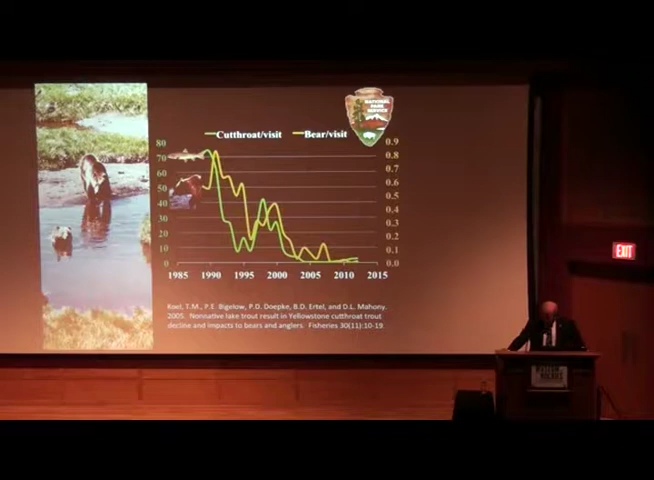 NATIONAL
PARK
SERVICE
Cutthroat/visit Bear/visit
80 0.9
70 0.8
60 0.7
50 0.6
40 0.5
30 0.4
20 0.3
10 0.2
0 0.1
0.0
1985 1990 1995 2000 2005 2010 2015
Koel, T.M., P.E. Bigelow, P.D. Doepke, B.D. Ertel, and D.L. Mahony.
2005. Nonnative lake trout result in Yellowstone cutthroat trout
decline and impacts to bears and anglers. Fisheries 30(11):10-19.
EXIT